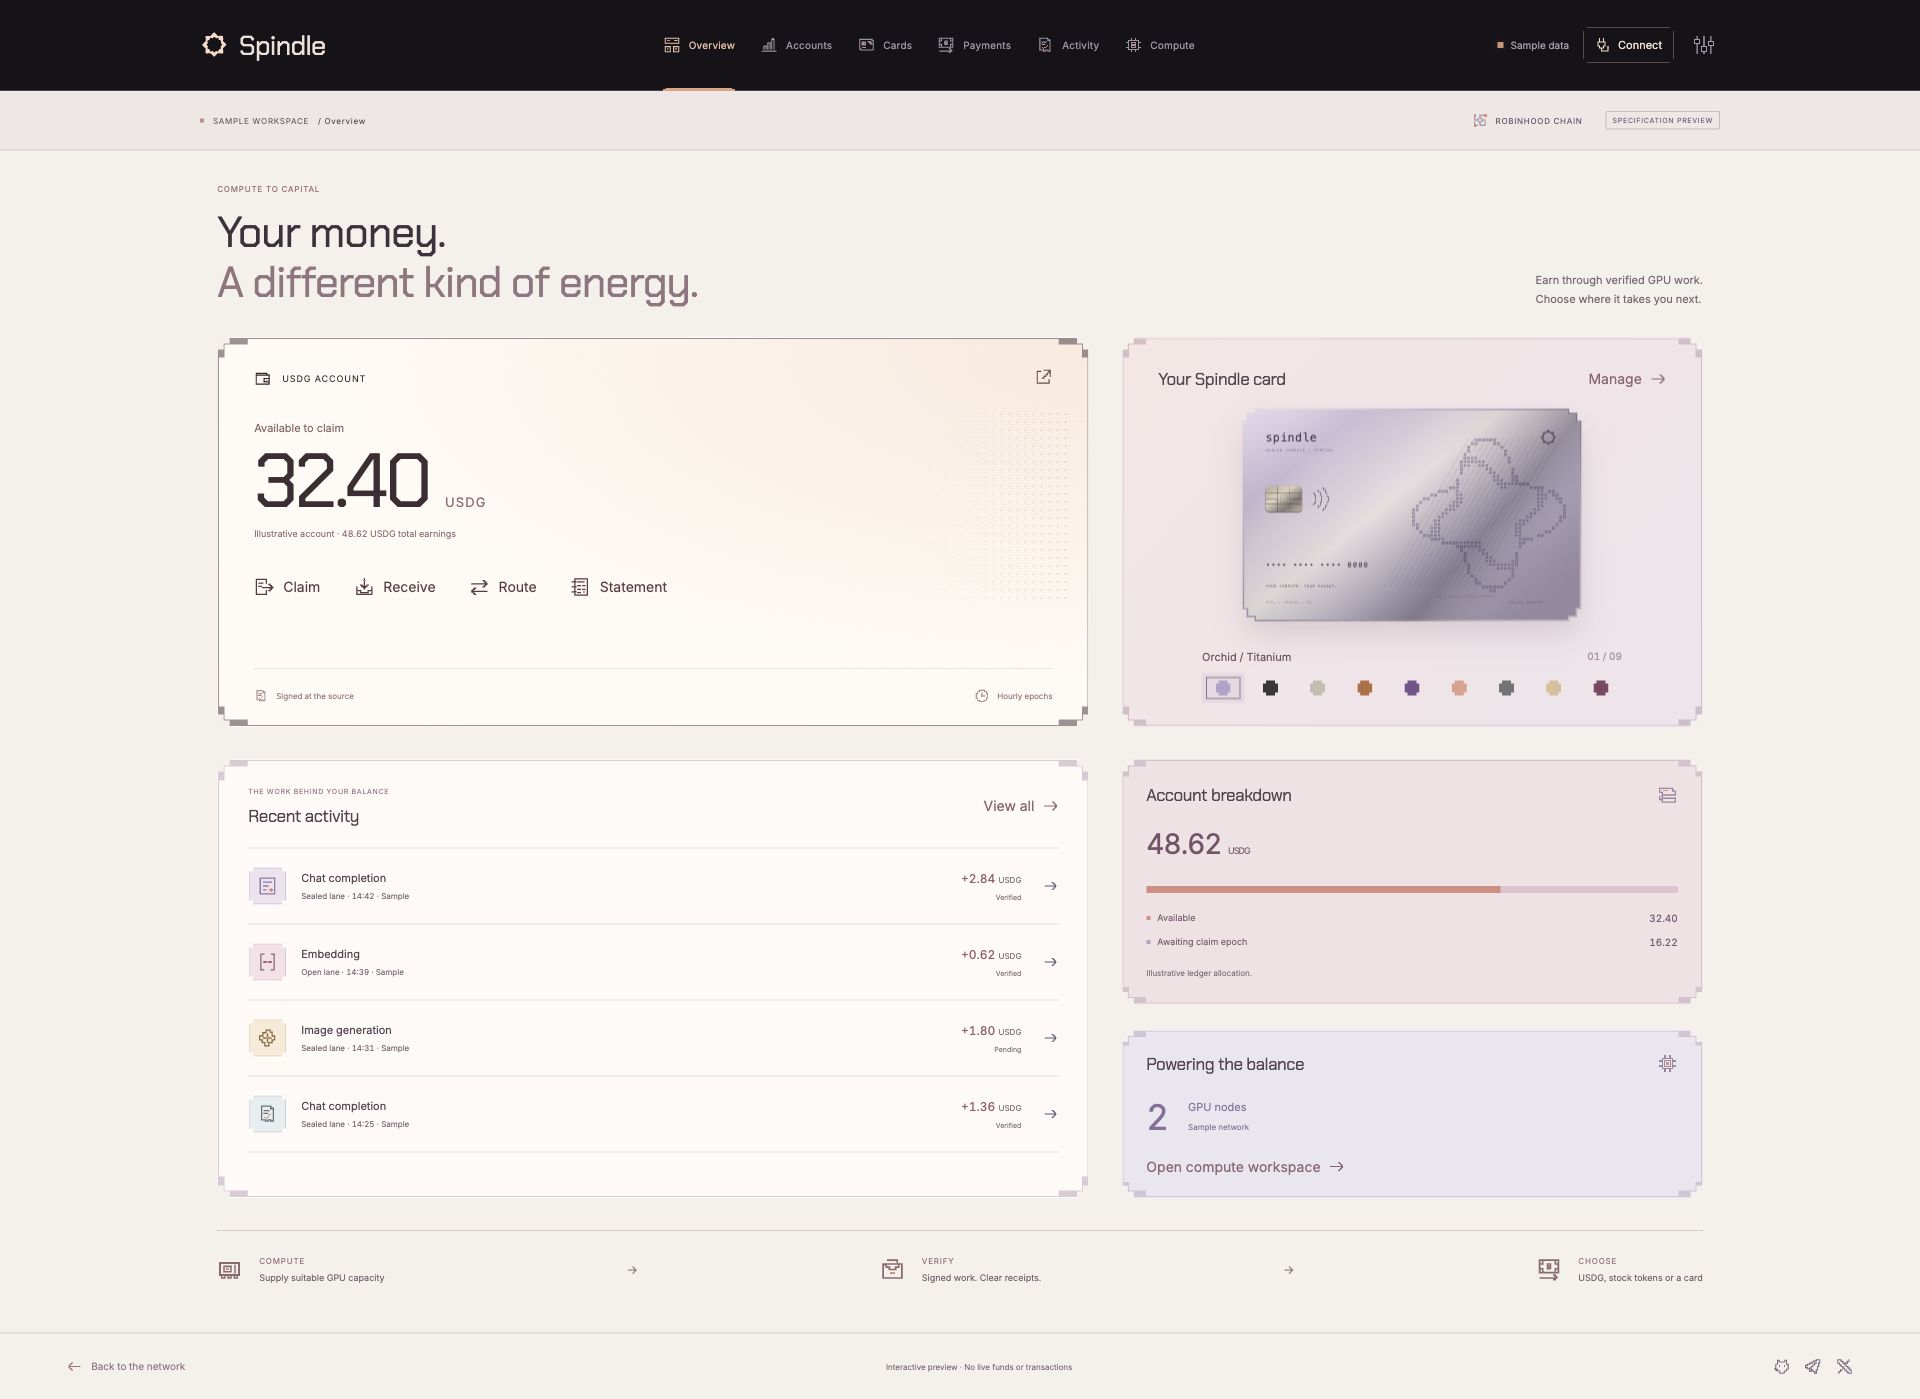 Spindle
Overview
Accounts
Cards
Payments
Activity
Compute
Sample data
Connect
SAMPLE WORKSPACE / Overview
ROBINHOOD CHAIN
SPECIFICATION PREVIEW
COMPUTE TO CAPITAL
Your money.
A different kind of energy.
Earn through verified GPU work.
Choose where it takes you next.
USDG ACCOUNT
Available to claim
32.40 USDG
Illustrative account · 48.62 USDG total earnings
Claim
Receive
Route
Statement
Signed at the source
Hourly epochs
Your Spindle card
Manage
spindle
•••• •••• •••• 0000
YOUR COMPUTE. YOUR PAYOUT.
Orchid / Titanium
01 / 09
THE WORK BEHIND YOUR BALANCE
Recent activity
View all
Chat completion
Sealed lane · 14:42 · Sample
+2.84 USDG
Verified
Embedding
Open lane · 14:39 · Sample
+0.62 USDG
Verified
Image generation
Sealed lane · 14:31 · Sample
+1.80 USDG
Pending
Chat completion
Sealed lane · 14:25 · Sample
+1.36 USDG
Verified
Account breakdown
48.62 USDG
Available
32.40
Awaiting claim epoch
16.22
Illustrative ledger allocation.
Powering the balance
2
GPU nodes
Sample network
Open compute workspace
COMPUTE
Supply suitable GPU capacity
VERIFY
Signed work. Clear receipts.
CHOOSE
USDG, stock tokens or a card
Back to the network
Interactive preview · No live funds or transactions